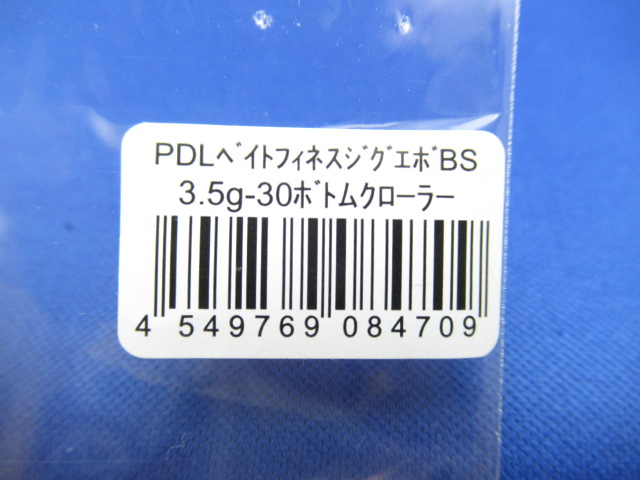 PDLﾍﾞｲﾄﾌｨﾈｽｼﾞｸﾞｴﾎﾞBS
3.5g-30ﾎﾞﾄﾑｸﾛｰﾗｰ
4 549769 084709